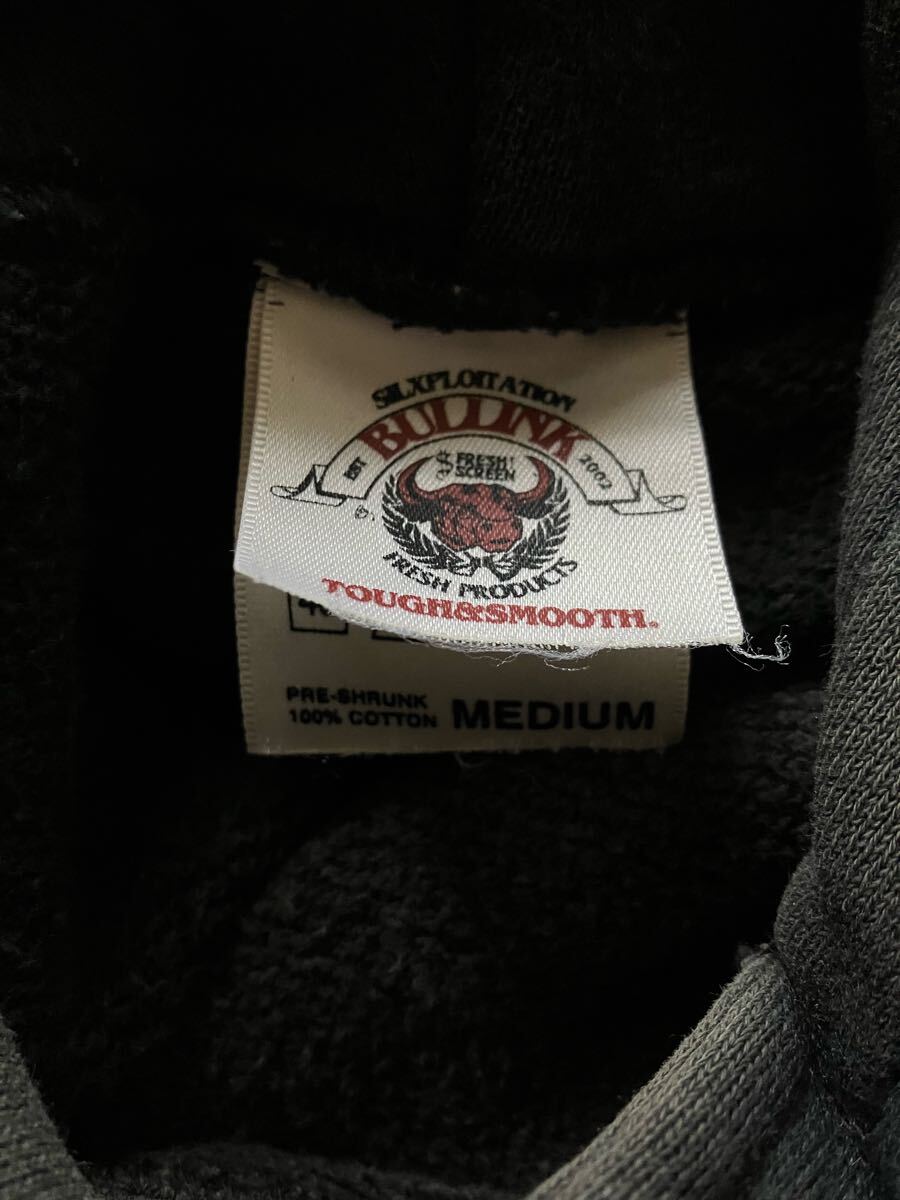 SILXPLOITATION
BULLINK
EST 2002
$ FRESH!
SCREEN
FRESH PRODUCTS
TOUGH&SMOOTH.
PRE-SHRUNK
100% COTTON MEDIUM